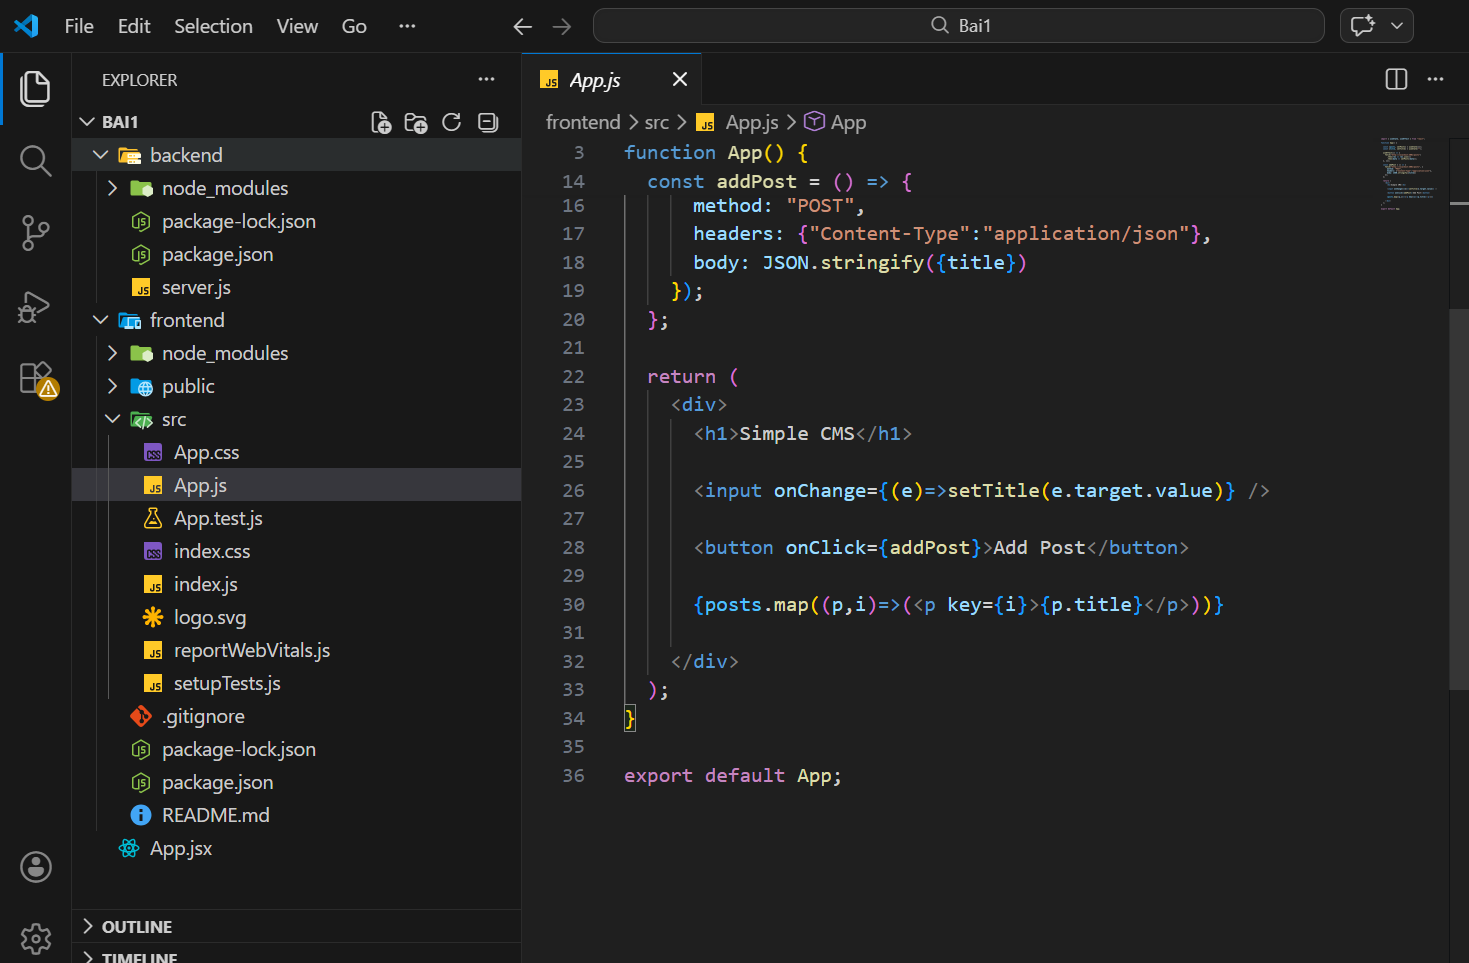 File Edit Selection View Go ··· Bai1
EXPLORER ···
BAI1
backend
node_modules
package-lock.json
package.json
server.js
frontend
node_modules
public
src
App.css
App.js
App.test.js
index.css
index.js
logo.svg
reportWebVitals.js
setupTests.js
.gitignore
package-lock.json
package.json
README.md
App.jsx
OUTLINE
TIMELINE
JS App.js
frontend > src > JS App.js > App
3 function App() {
14 const addPost = () => {
16 method: "POST",
17 headers: {"Content-Type":"application/json"},
18 body: JSON.stringify({title})
19 });
20 };
21
22 return (
23 <div>
24 <h1>Simple CMS</h1>
25
26 <input onChange={(e)=>setTitle(e.target.value)} />
27
28 <button onClick={addPost}>Add Post</button>
29
30 {posts.map((p,i)=>(<p key={i}>{p.title}</p>))}
31
32 </div>
33 );
34 }
35
36 export default App;